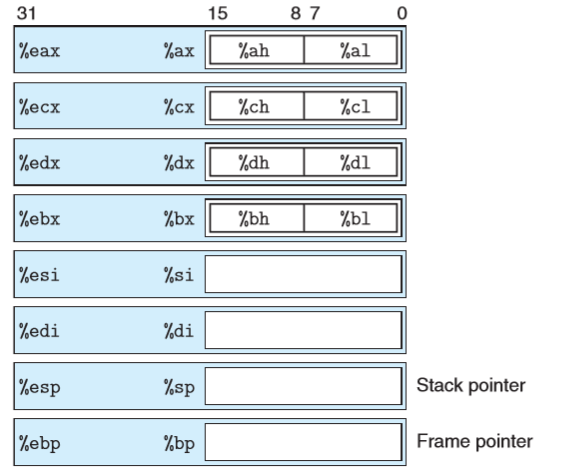 31 15 8 7 0
%eax %ax %ah %al
%ecx %cx %ch %cl
%edx %dx %dh %dl
%ebx %bx %bh %bl
%esi %si
%edi %di
%esp %sp Stack pointer
%ebp %bp Frame pointer